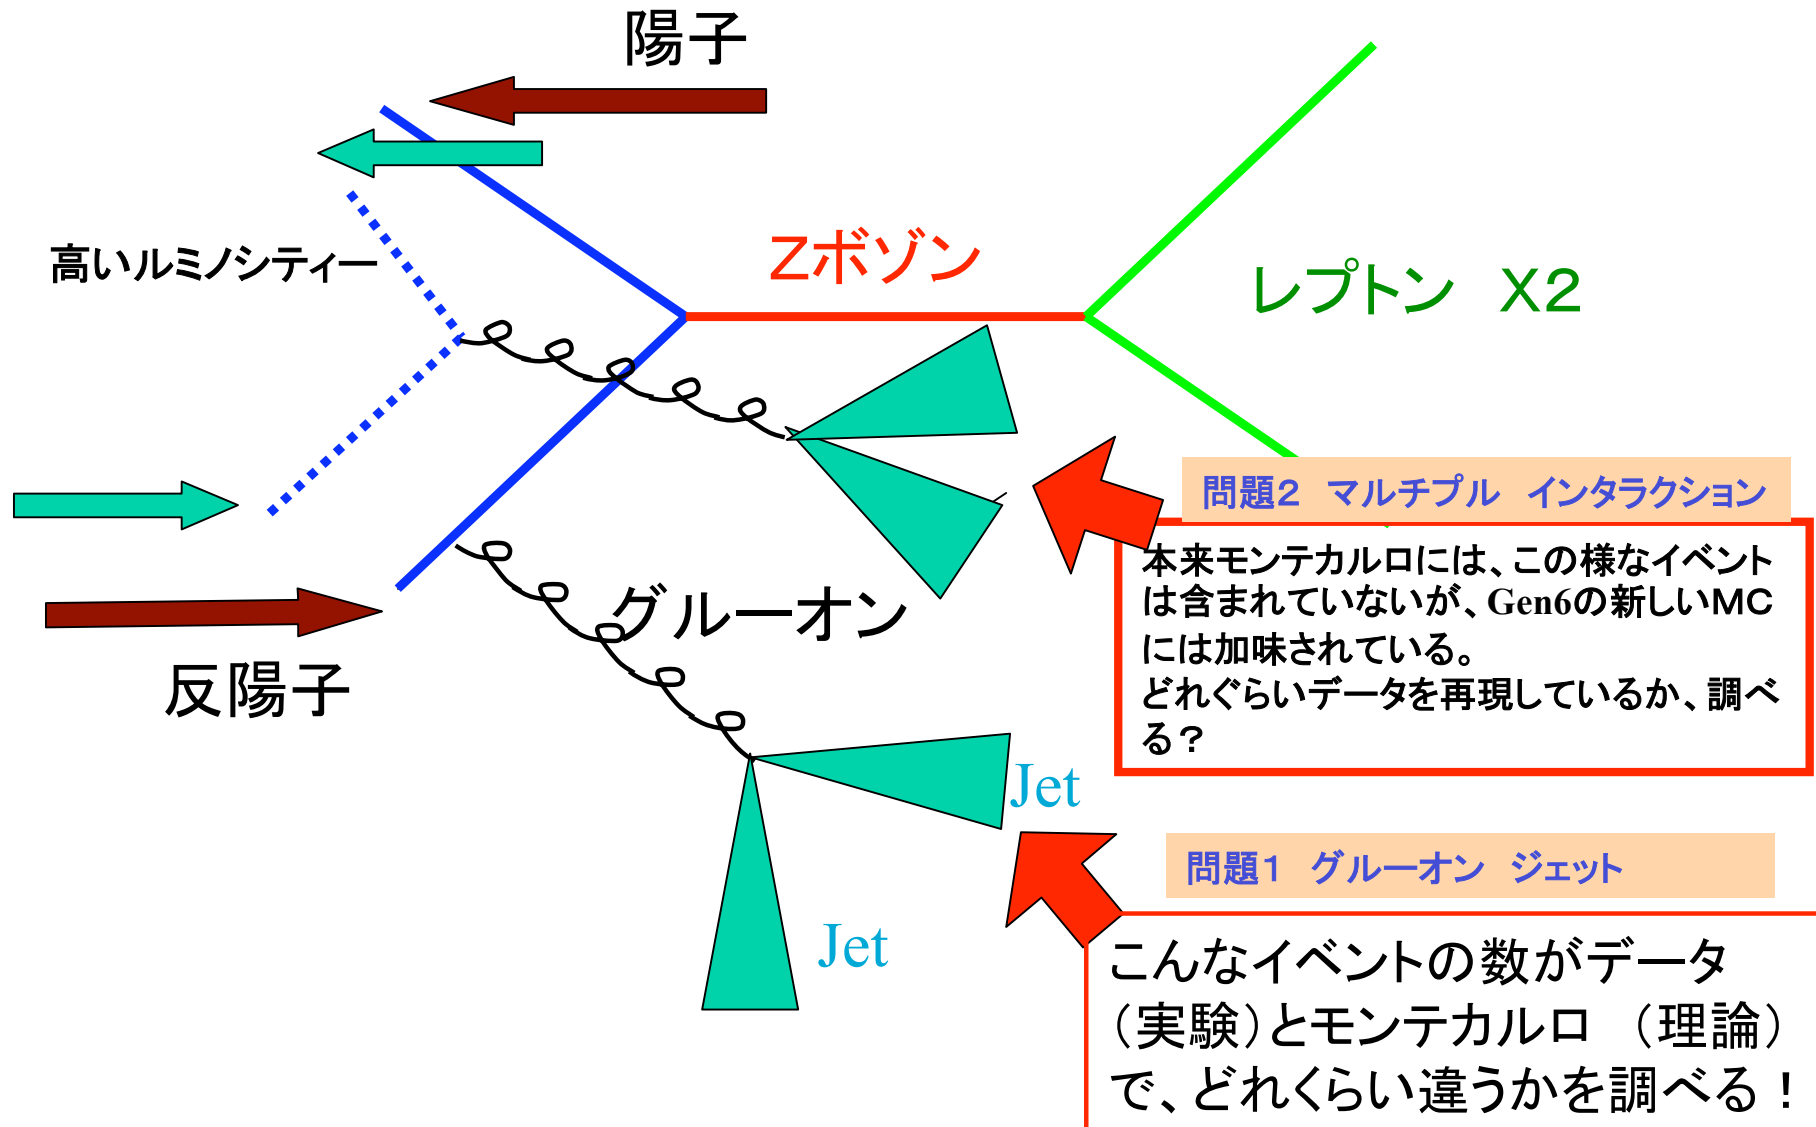 陽子
高いルミノシティー
Zボゾン
レプトン　X2
グルーオン
反陽子
Jet
Jet
問題2　マルチプル　インタラクション
本来モンテカルロには、この様なイベント
は含まれていないが、Gen6の新しいMC
には加味されている。
どれぐらいデータを再現しているか、調べ
る？
問題1　グルーオン　ジェット
こんなイベントの数がデータ
（実験）とモンテカルロ　（理論）
で、どれくらい違うかを調べる！